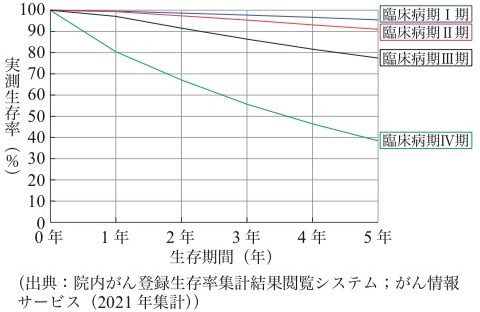 100
90
80
70
60
50
40
30
20
10
0
実測生存率（%）
0年 1年 2年 3年 4年 5年
生存期間（年）
臨床病期Ⅰ期
臨床病期Ⅱ期
臨床病期Ⅲ期
臨床病期Ⅳ期
（出典：院内がん登録生存率集計結果閲覧システム；がん情報
サービス（2021年集計））